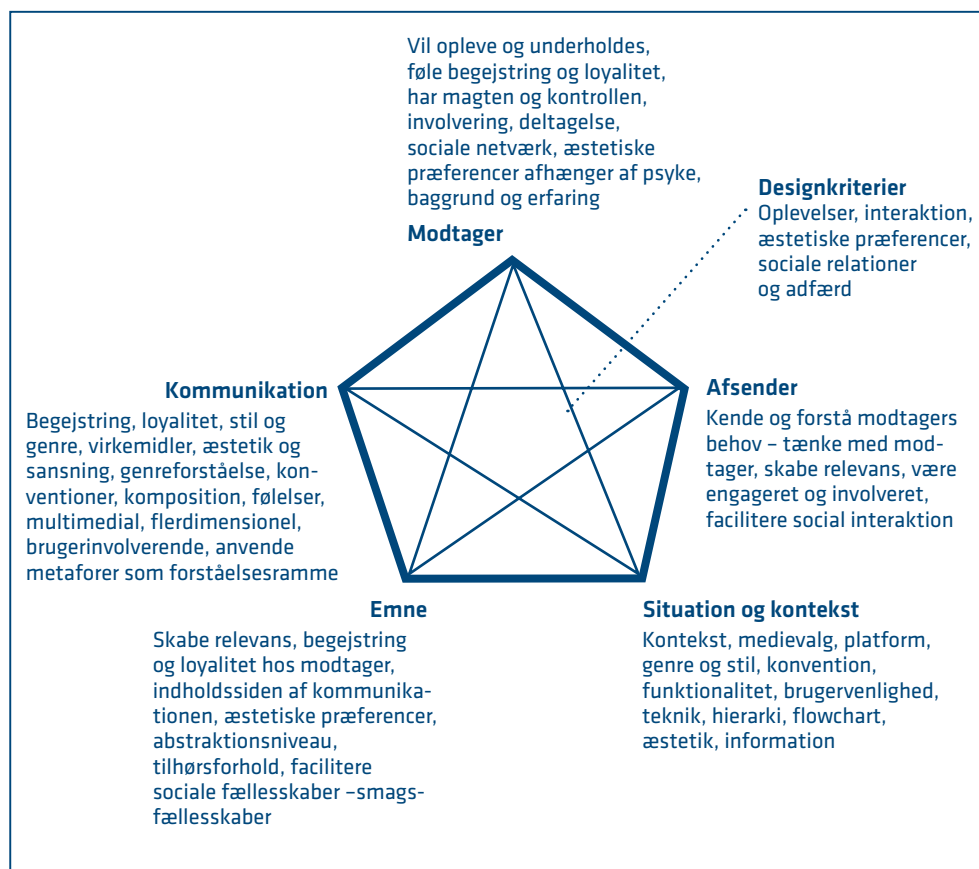 Vil opleve og underholdes,
føle begejstring og loyalitet,
har magten og kontrollen,
involvering, deltagelse,
sociale netværk, æstetiske
præferencer afhænger af psyke,
baggrund og erfaring
Modtager
Designkriterier
Oplevelser, interaktion,
æstetiske præferencer,
sociale relationer
og adfærd
Kommunikation
Begejstring, loyalitet, stil og
genre, virkemidler, æstetik og
sansning, genreforståelse, kon-
ventioner, komposition, følelser,
multimedial, flerdimensionel,
brugerinvolverende, anvende
metaforer som forståelsesramme
Afsender
Kende og forstå modtagers
behov – tænke med mod-
tager, skabe relevans, være
engageret og involveret,
facilitere social interaktion
Emne
Skabe relevans, begejstring
og loyalitet hos modtager,
indholdssiden af kommunika-
tionen, æstetiske præferencer,
abstraktionsniveau,
tilhørsforhold, facilitere
sociale fællesskaber –smags-
fællesskaber
Situation og kontekst
Kontekst, medievalg, platform,
genre og stil, konvention,
funktionalitet, brugervenlighed,
teknik, hierarki, flowchart,
æstetik, information